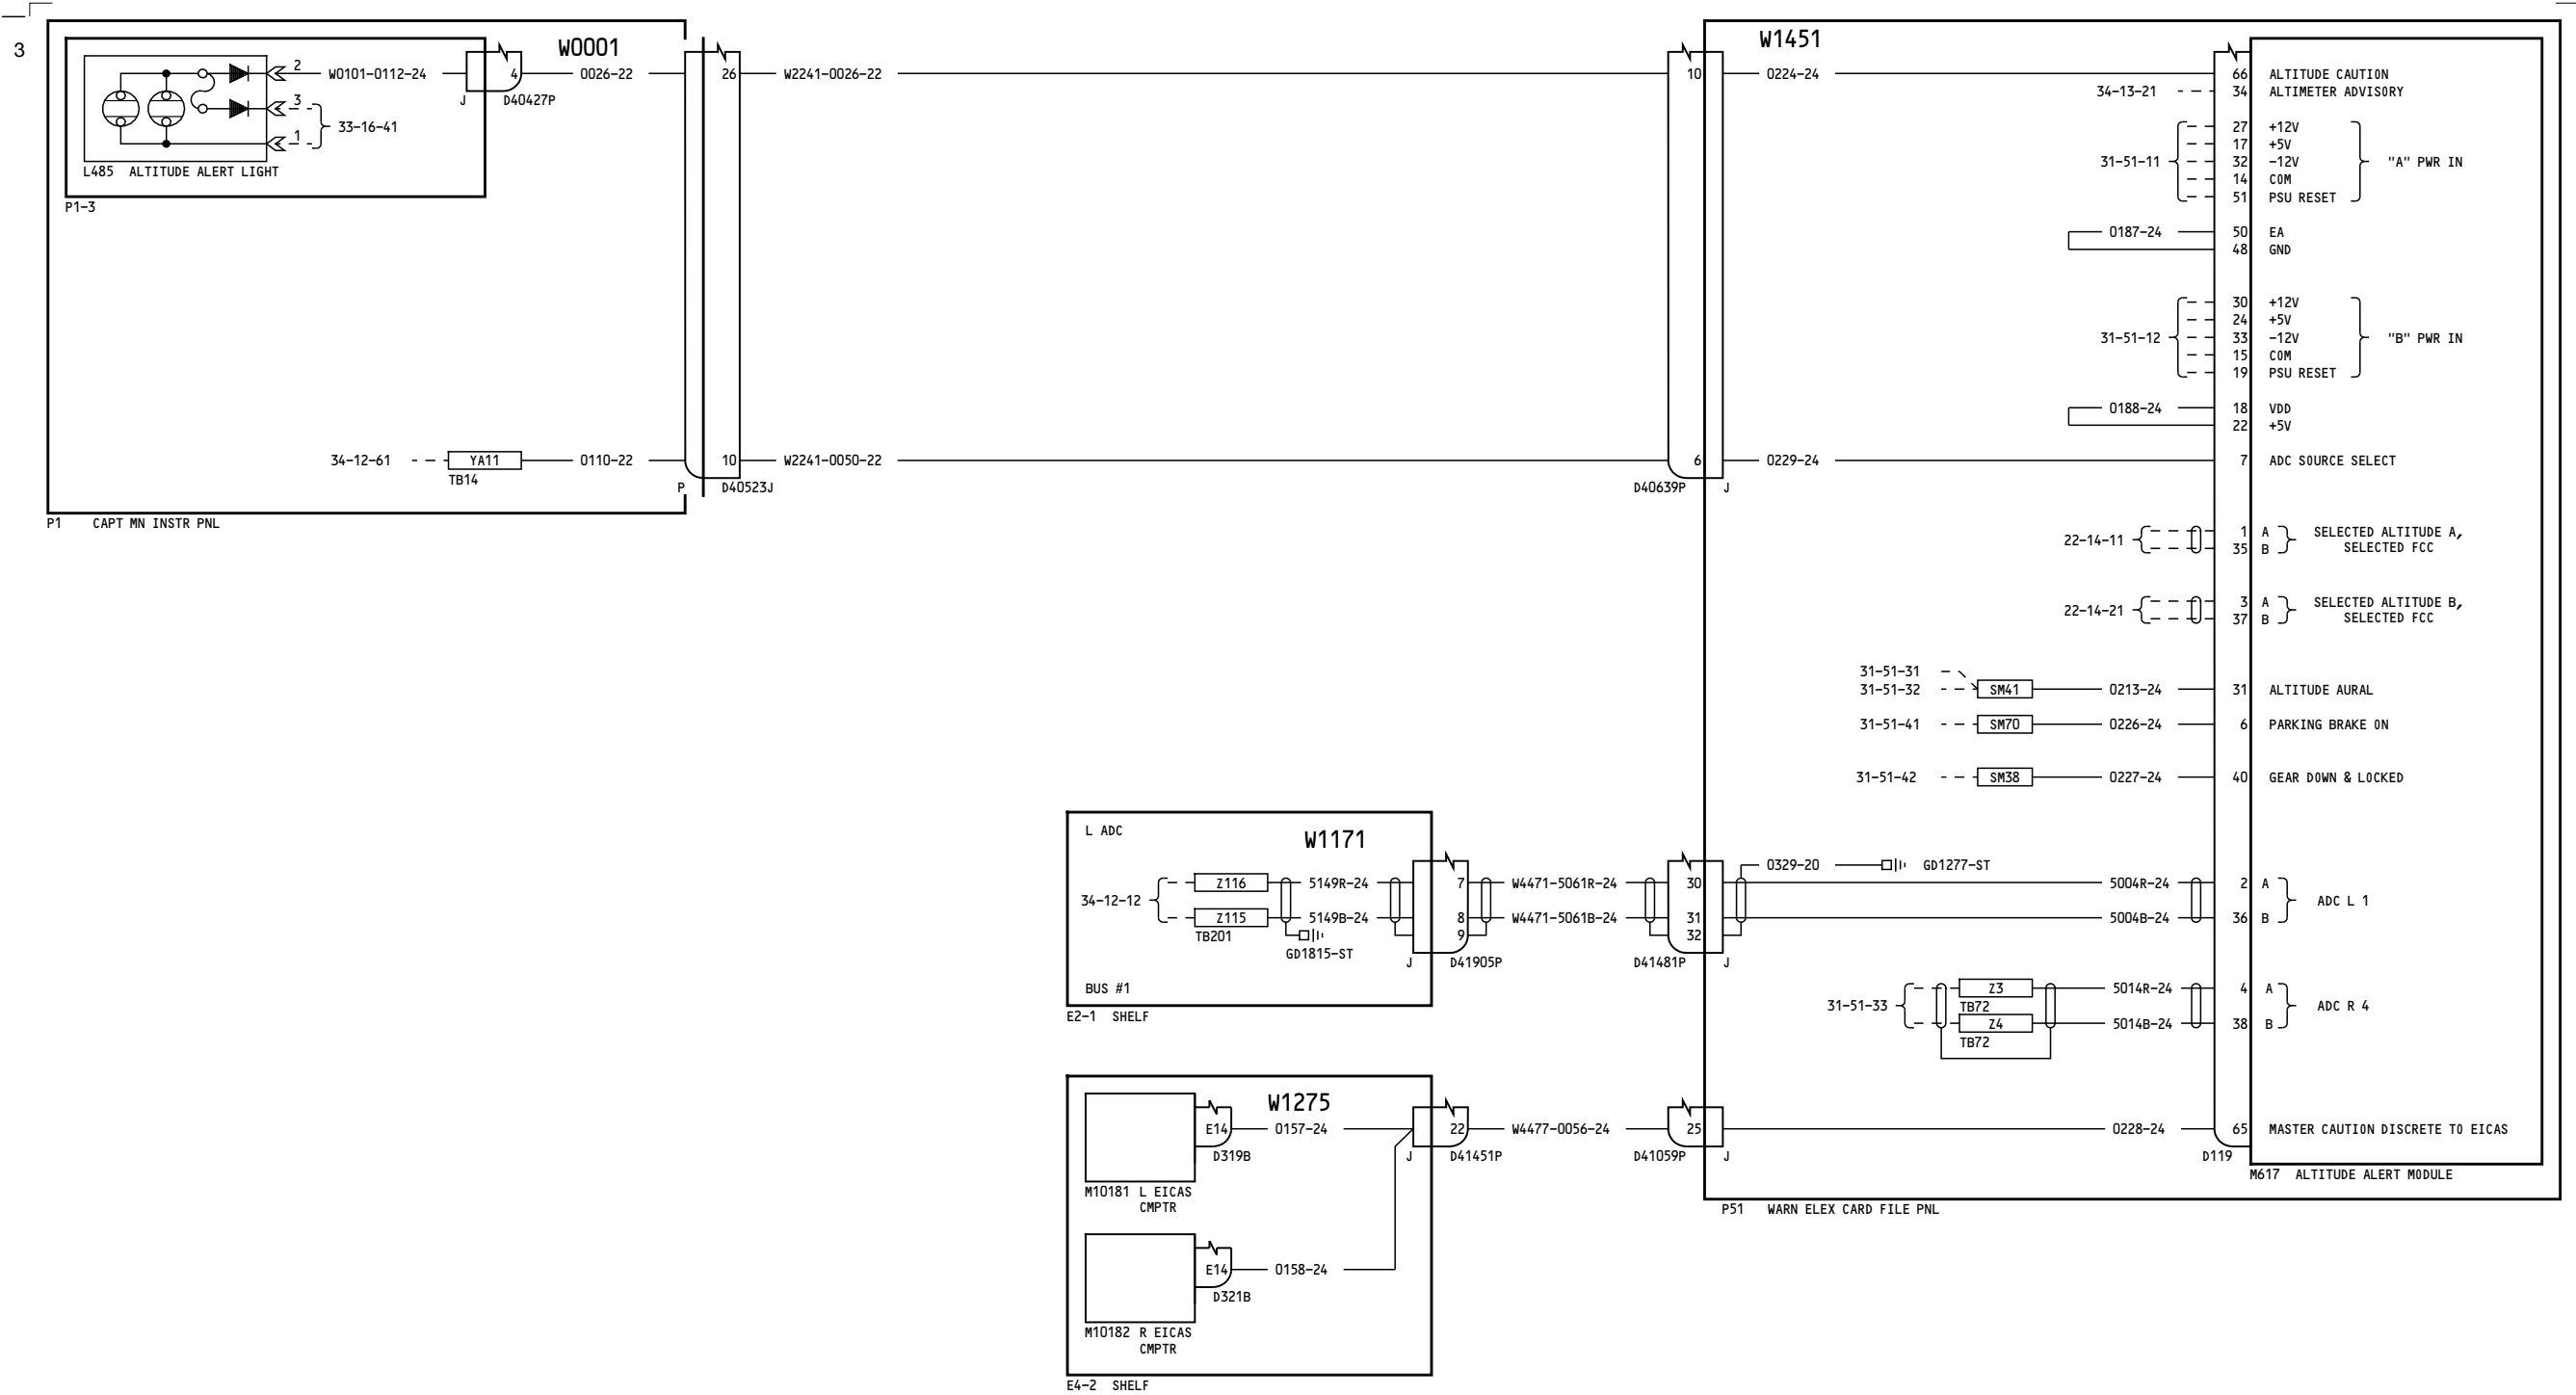 3
W0001
W1451
2 W0101-0112-24 4 0026-22 26 W2241-0026-22 10 0224-24 66 ALTITUDE CAUTION
34-13-21 34 ALTIMETER ADVISORY
J D40427P
3
33-16-41
1
L485 ALTITUDE ALERT LIGHT
P1-3
27 +12V
17 +5V
31-51-11 32 -12V "A" PWR IN
14 COM
51 PSU RESET
0187-24 50 EA
48 GND
30 +12V
24 +5V
31-51-12 33 -12V "B" PWR IN
15 COM
19 PSU RESET
0188-24 18 VDD
22 +5V
34-12-61 YA11 0110-22 10 W2241-0050-22 6 0229-24 7 ADC SOURCE SELECT
TB14
P D40523J D40639P J
P1 CAPT MN INSTR PNL
1 A SELECTED ALTITUDE A,
22-14-11
35 B SELECTED FCC
3 A SELECTED ALTITUDE B,
22-14-21
37 B SELECTED FCC
31-51-31
31-51-32 SM41 0213-24 31 ALTITUDE AURAL
31-51-41 SM70 0226-24 6 PARKING BRAKE ON
31-51-42 SM38 0227-24 40 GEAR DOWN & LOCKED
L ADC
W1171
0329-20 GD1277-ST
Z116 5149R-24 7 W4471-5061R-24 30 5004R-24 2 A
34-12-12 ADC L 1
Z115 5149B-24 8 W4471-5061B-24 31 5004B-24 36 B
TB201 9 32
GD1815-ST
J D41905P D41481P J
BUS #1
E2-1 SHELF
Z3 5014R-24 4 A
31-51-33 TB72 ADC R 4
Z4 5014B-24 38 B
TB72
W1275
E14 0157-24 22 W4477-0056-24 25 0228-24 65 MASTER CAUTION DISCRETE TO EICAS
D319B J D41451P D41059P J D119
M617 ALTITUDE ALERT MODULE
M10181 L EICAS
CMPTR
P51 WARN ELEX CARD FILE PNL
E14 0158-24
D321B
M10182 R EICAS
CMPTR
E4-2 SHELF